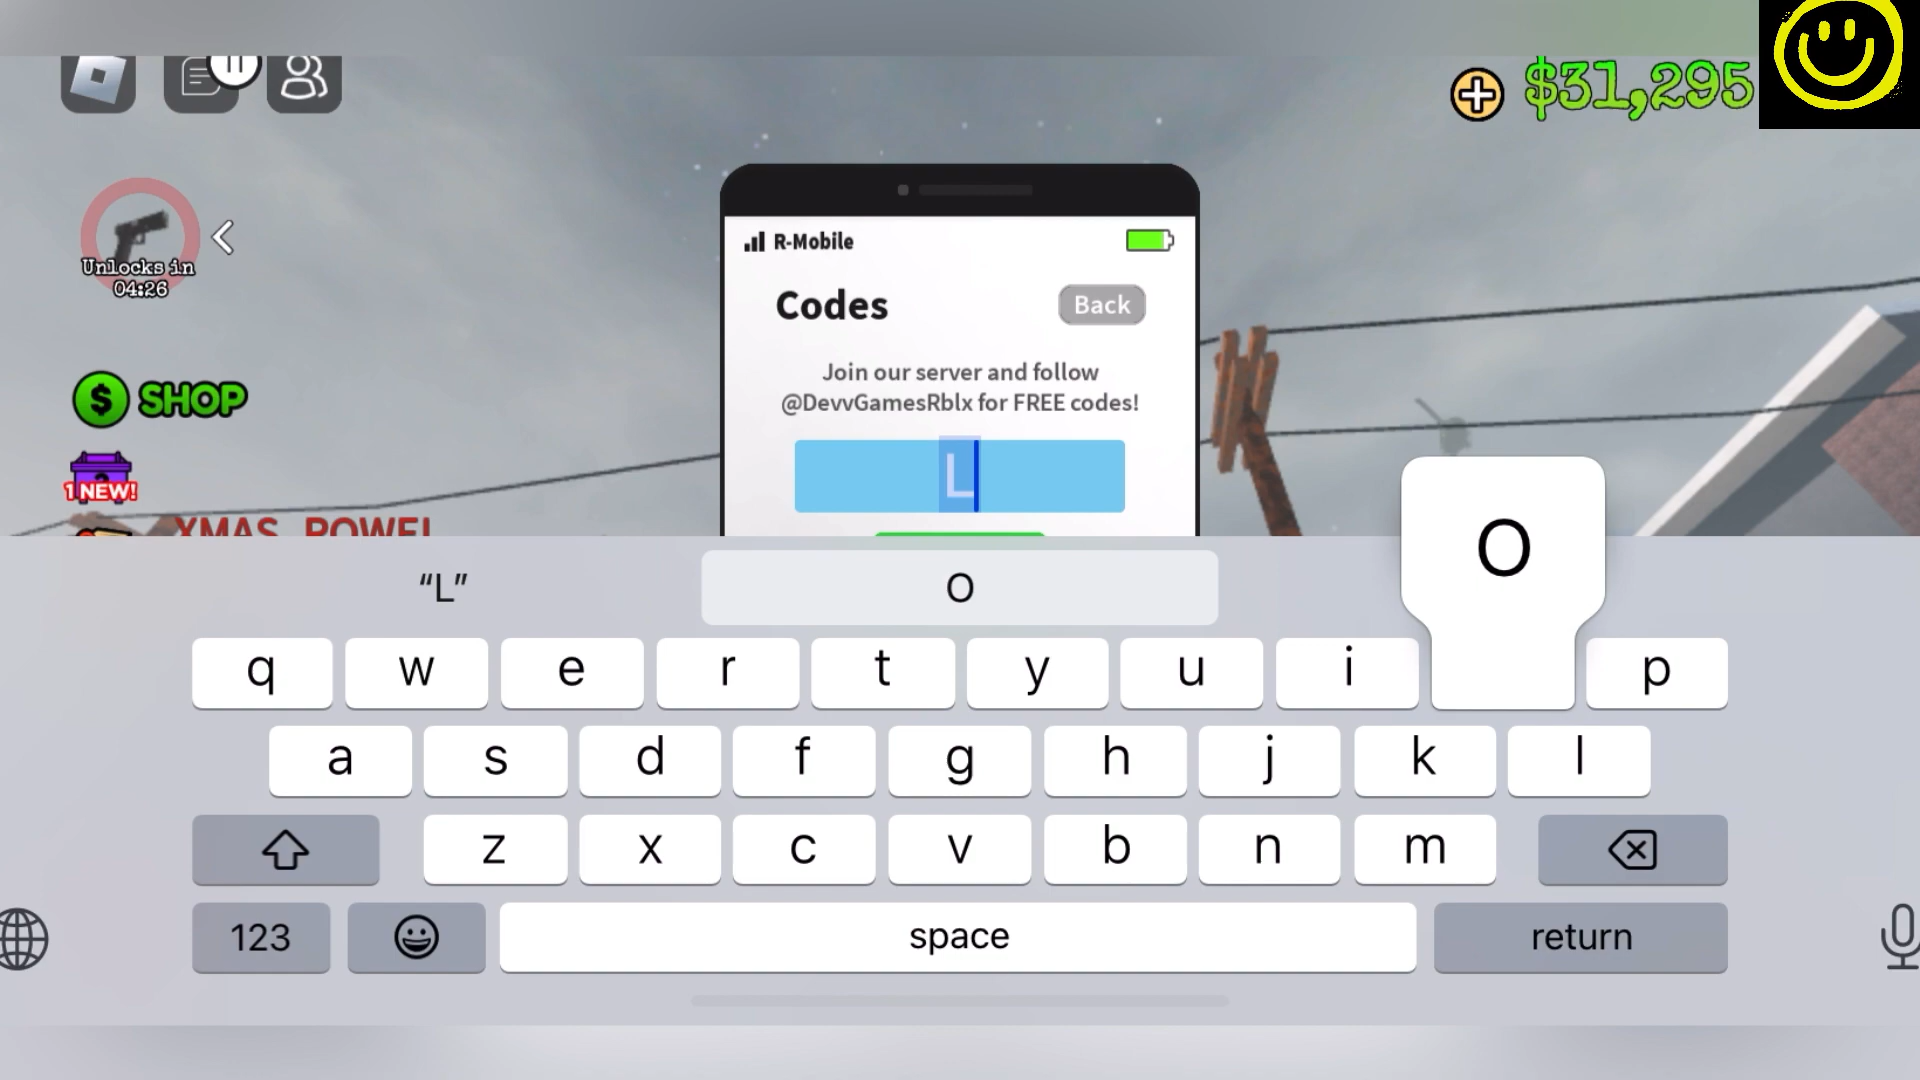 $31,295
Unlocks in
04:26
R-Mobile
Codes
Back
Join our server and follow
@DevvGamesRblx for FREE codes!
L
SHOP
1 NEW!
“L”
O
O
q w e r t y u i p
a s d f g h j k l
z x c v b n m
123
space
return